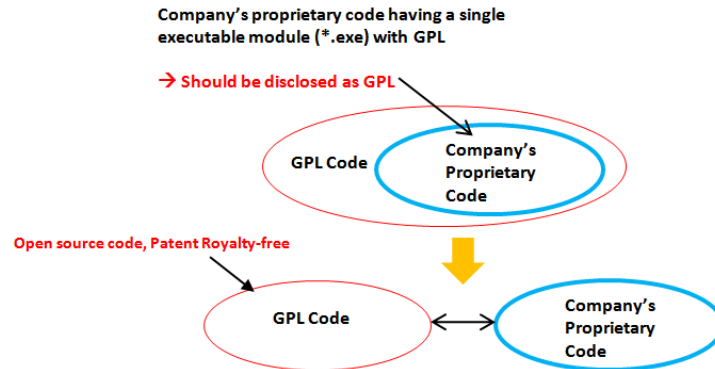 Company's proprietary code having a single
executable module (*.exe) with GPL
→ Should be disclosed as GPL
GPL Code
Company's
Proprietary
Code
Open source code, Patent Royalty-free
GPL Code
Company's
Proprietary
Code